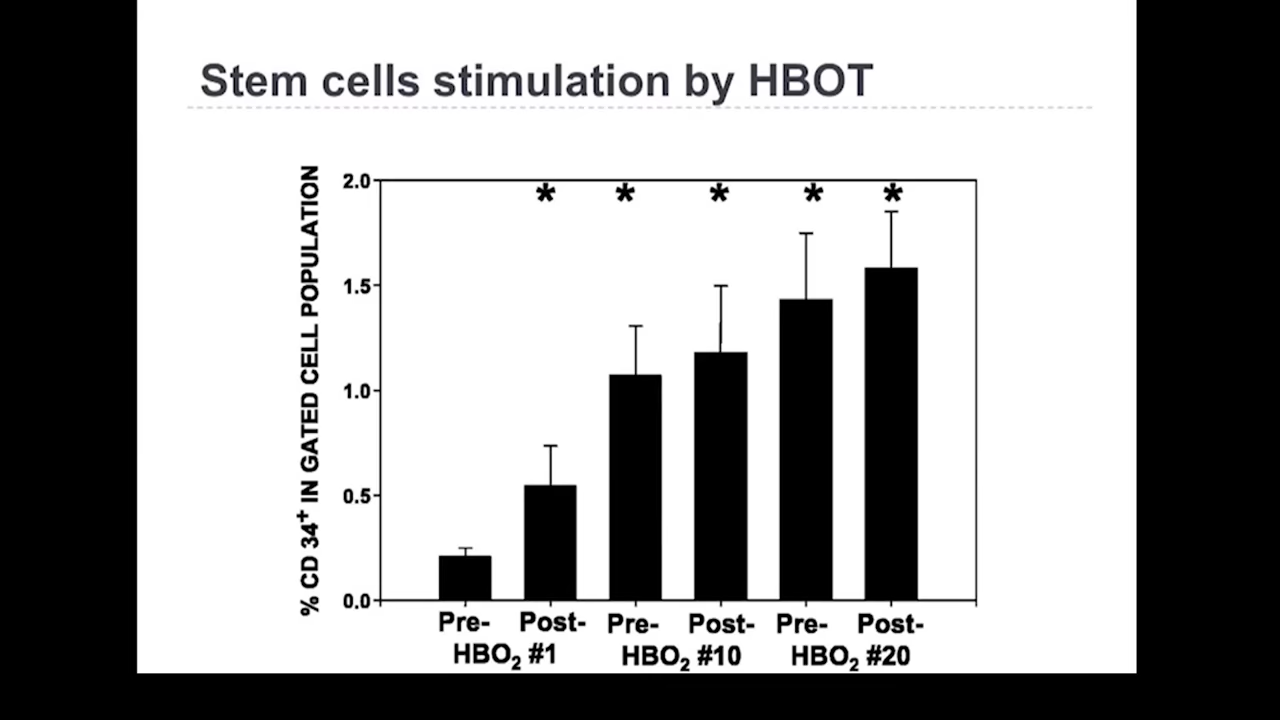 Stem cells stimulation by HBOT
% CD 34⁺ IN GATED CELL POPULATION
2.0
1.5
1.0
0.5
0.0
* * * * *
Pre- Post- Pre- Post- Pre- Post-
HBO₂ #1 HBO₂ #10 HBO₂ #20